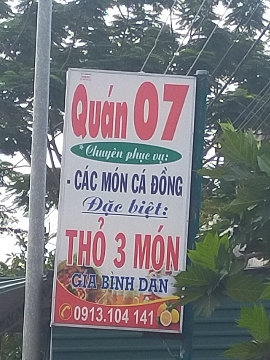 Quán 07
*Chuyên phục vụ:
- CÁC MÓN CÁ ĐỒNG
Đặc biệt:
THỎ 3 MÓN
GIÁ BÌNH DÂN
0913.104 141